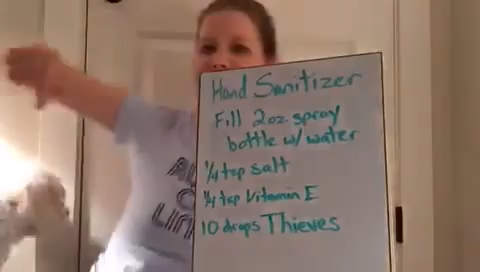 Hand Sanitizer
Fill 2oz. spray
bottle w/ water
1/4 tsp salt
1/4 tsp Vitamin E
10 drops Thieves